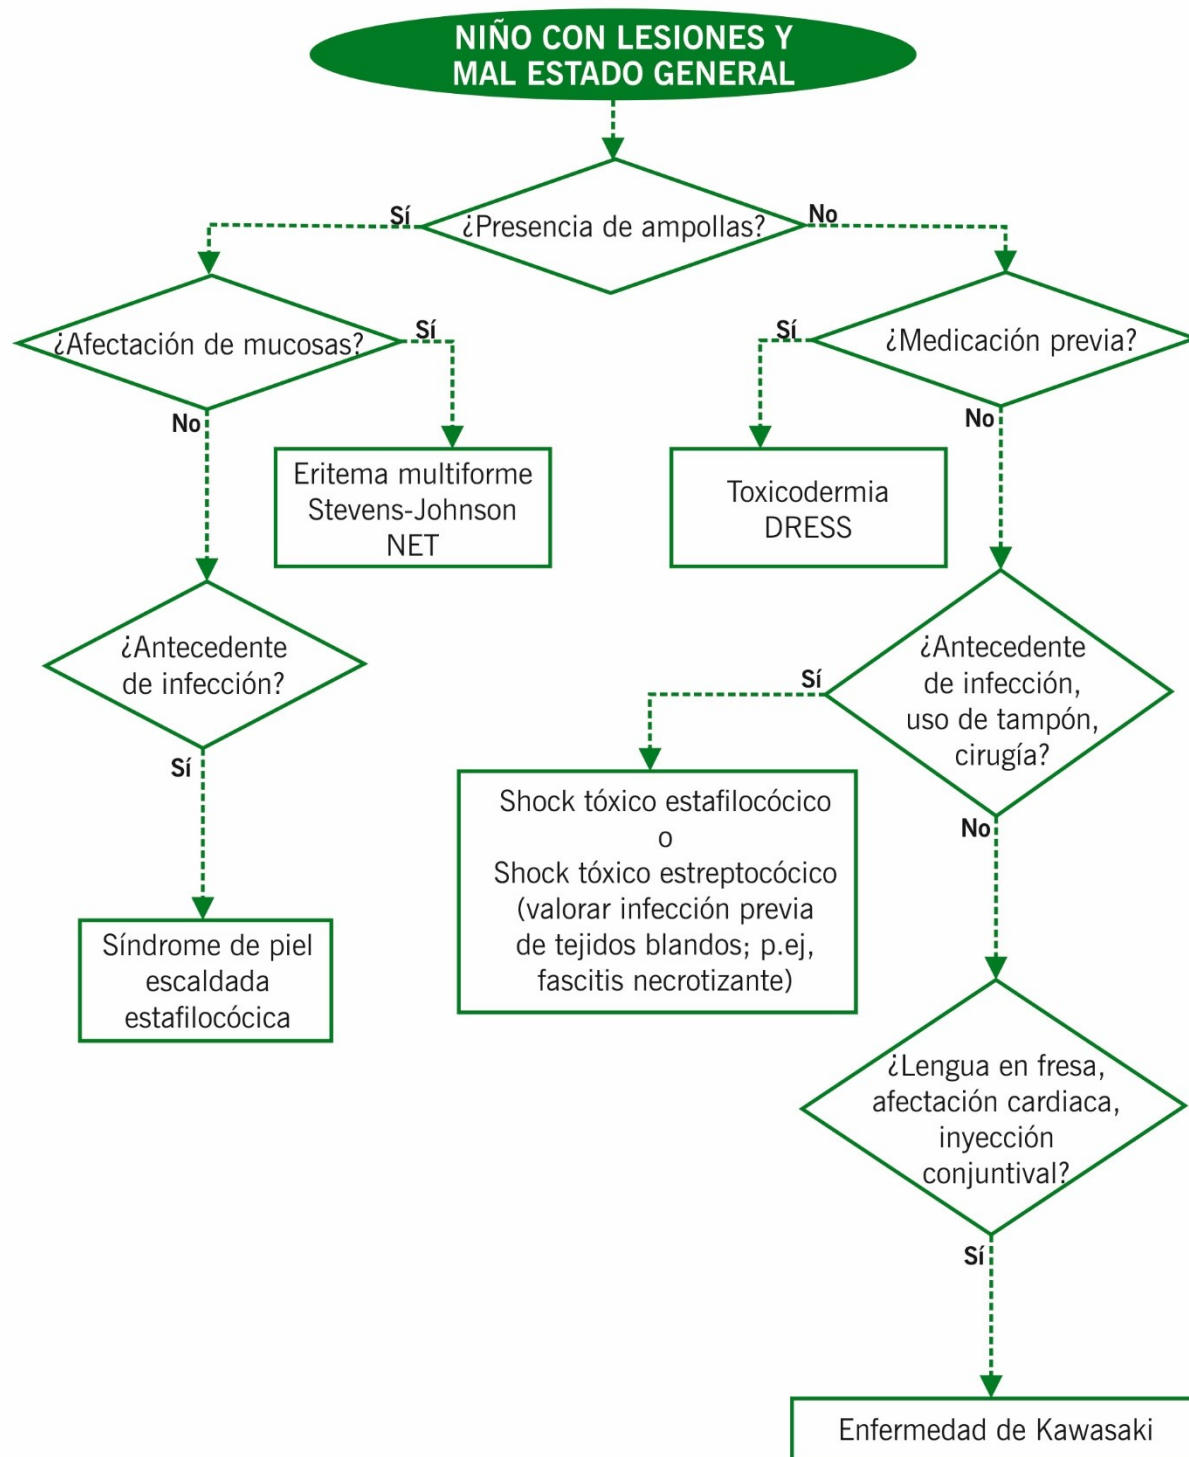 NIÑO CON LESIONES Y
MAL ESTADO GENERAL
¿Presencia de ampollas?
Sí
No
¿Afectación de mucosas?
Sí
No
¿Medicación previa?
Sí
No
Eritema multiforme
Stevens-Johnson
NET
Toxicodermia
DRESS
¿Antecedente
de infección?
Sí
¿Antecedente
de infección,
uso de tampón,
cirugía?
Sí
No
Shock tóxico estafilocócico
o
Shock tóxico estreptocócico
(valorar infección previa
de tejidos blandos; p.ej,
fascitis necrotizante)
Síndrome de piel
escaldada
estafilocócica
¿Lengua en fresa,
afectación cardiaca,
inyección
conjuntival?
Sí
Enfermedad de Kawasaki